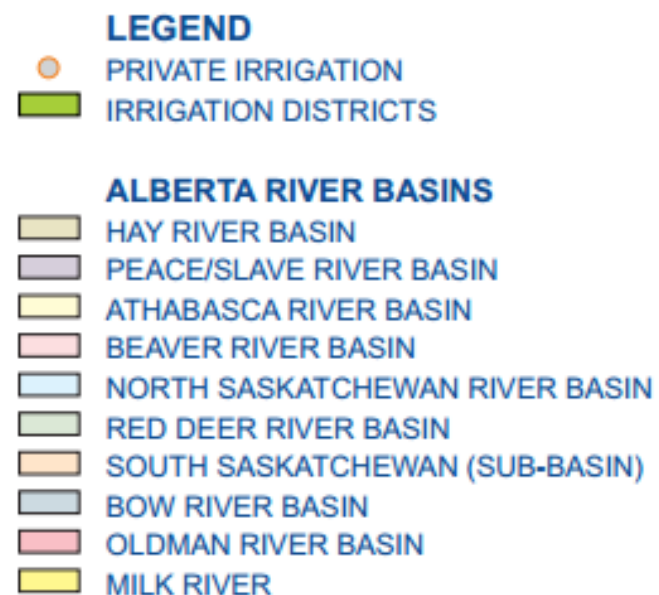 LEGEND
PRIVATE IRRIGATION
IRRIGATION DISTRICTS
ALBERTA RIVER BASINS
HAY RIVER BASIN
PEACE/SLAVE RIVER BASIN
ATHABASCA RIVER BASIN
BEAVER RIVER BASIN
NORTH SASKATCHEWAN RIVER BASIN
RED DEER RIVER BASIN
SOUTH SASKATCHEWAN (SUB-BASIN)
BOW RIVER BASIN
OLDMAN RIVER BASIN
MILK RIVER